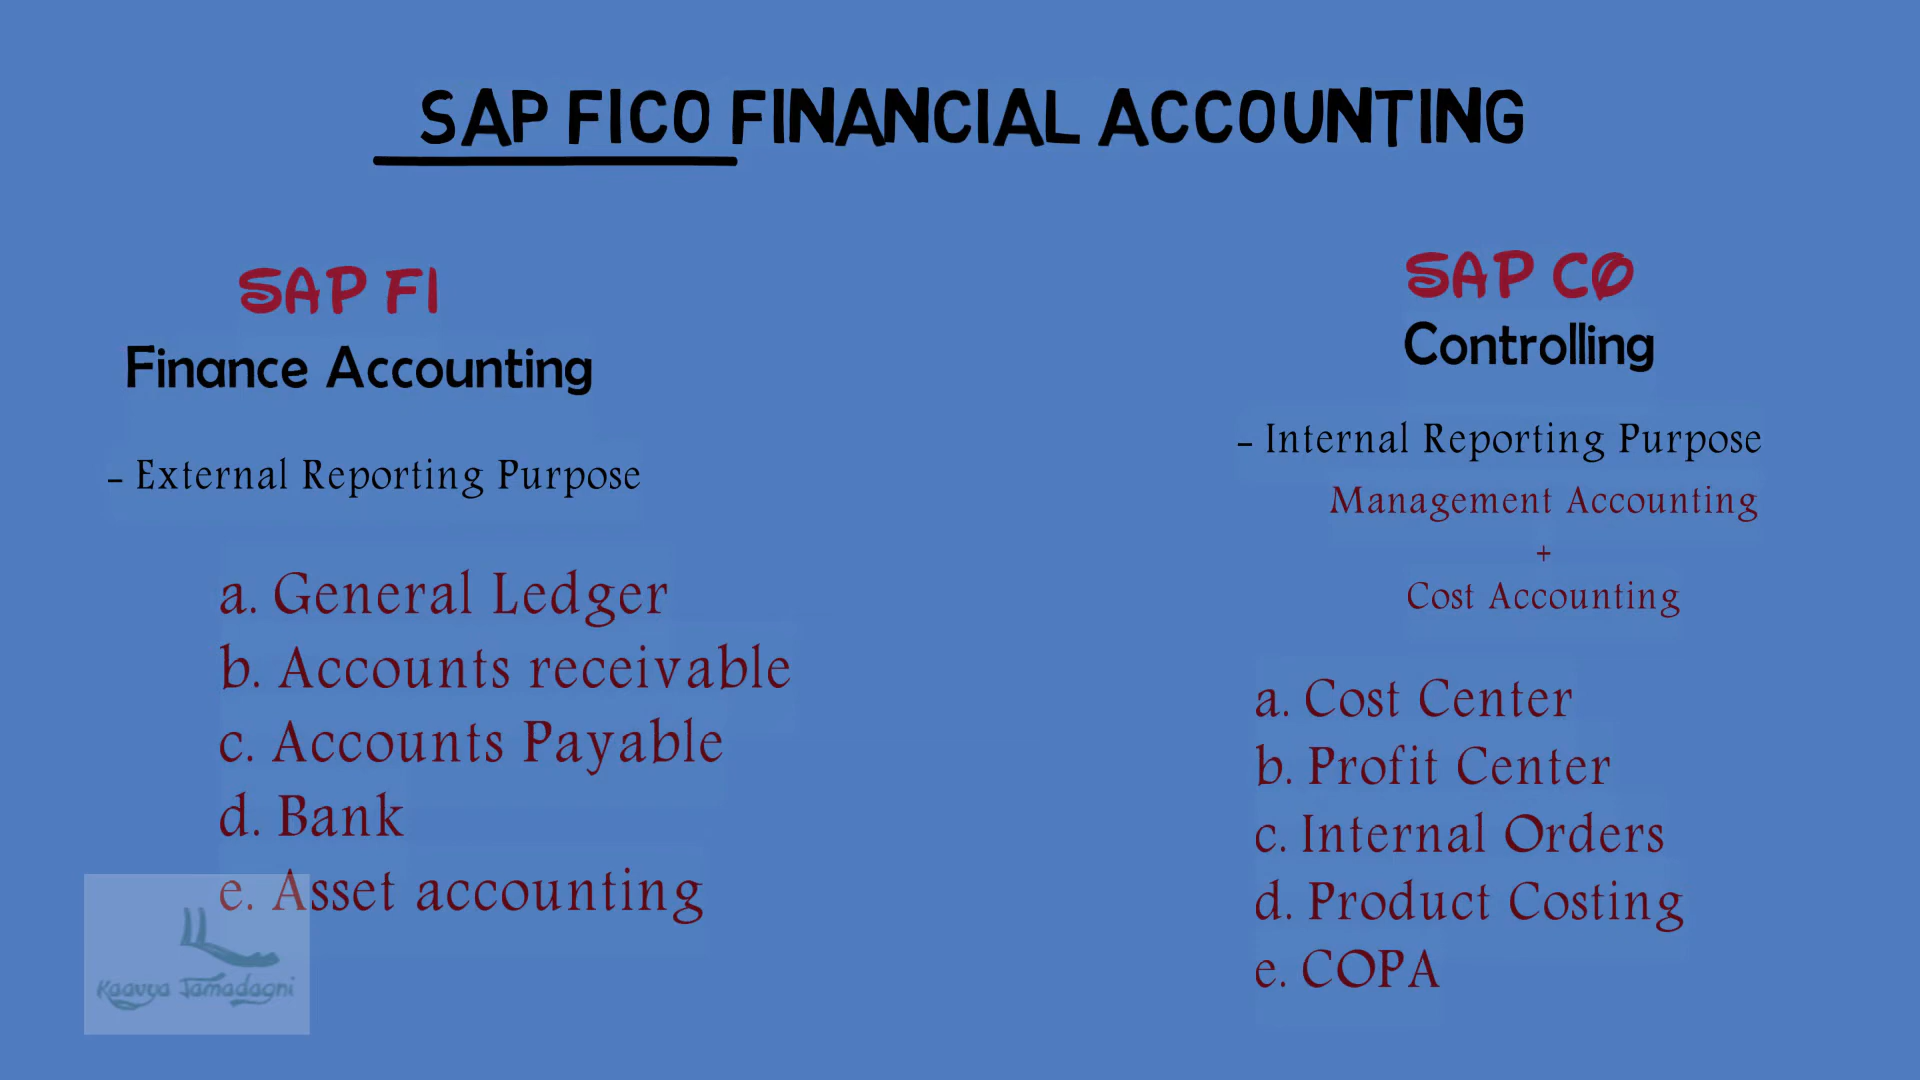 SAP FICO FINANCIAL ACCOUNTING
SAP FI
Finance Accounting
- External Reporting Purpose
a. General Ledger
b. Accounts receivable
c. Accounts Payable
d. Bank
e. Asset accounting
SAP CO
Controlling
- Internal Reporting Purpose
Management Accounting
+
Cost Accounting
a. Cost Center
b. Profit Center
c. Internal Orders
d. Product Costing
e. COPA
Kaavya Jamadagni